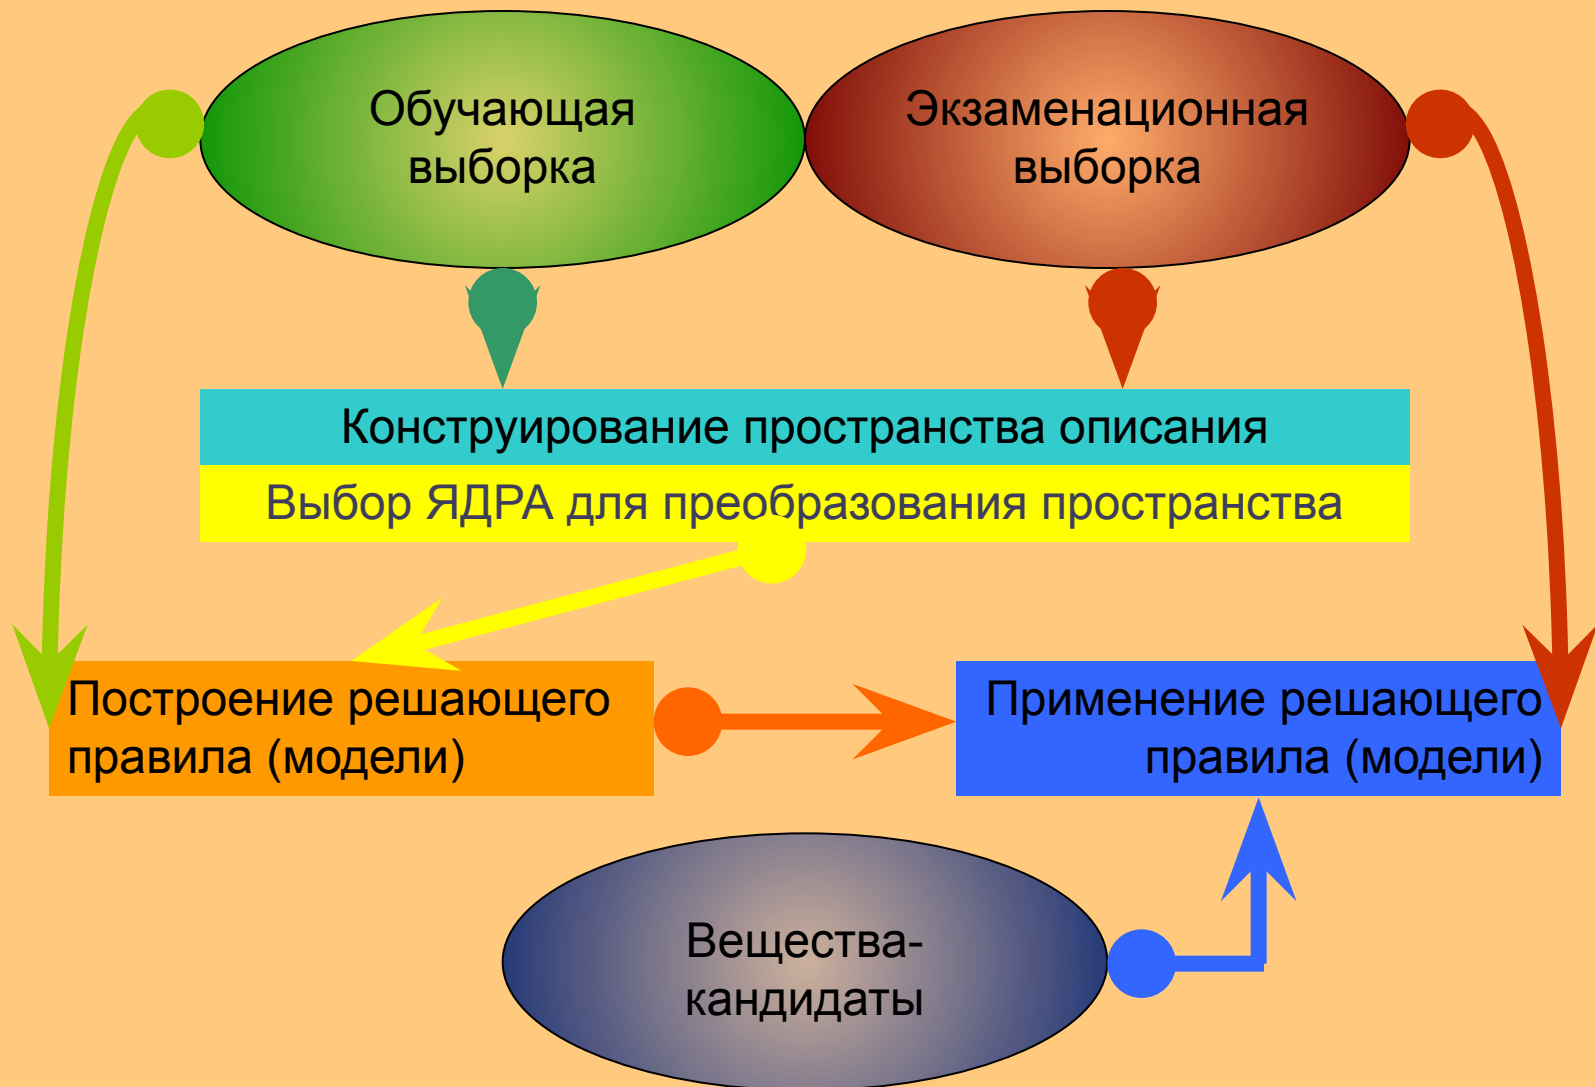 Обучающая
выборка
Экзаменационная
выборка
Конструирование пространства описания
Выбор ЯДРА для преобразования пространства
Построение решающего
правила (модели)
Применение решающего
правила (модели)
Вещества-
кандидаты